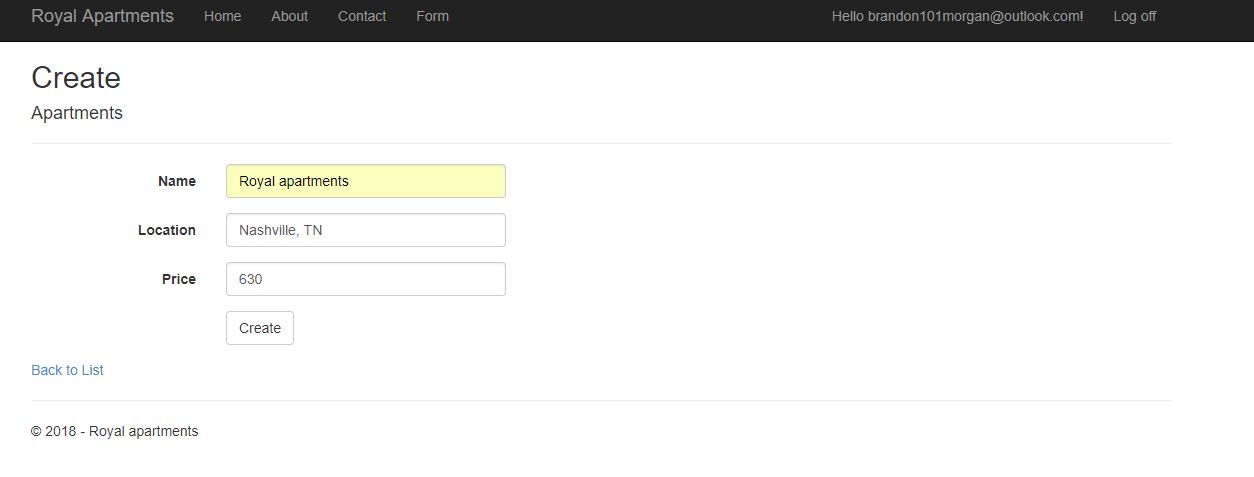 Royal Apartments Home About Contact Form Hello brandon101morgan@outlook.com! Log off
Create
Apartments
Name Royal apartments
Location Nashville, TN
Price 630
Create
Back to List
© 2018 - Royal apartments